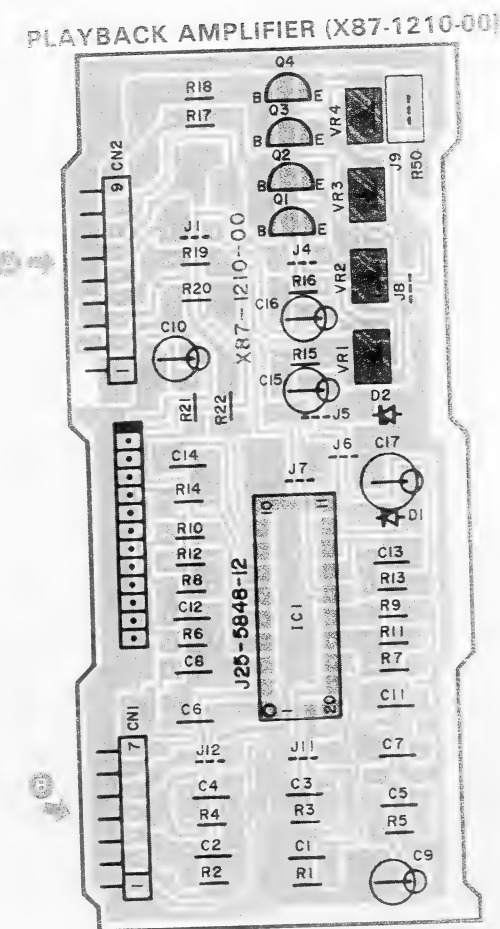 PLAYBACK AMPLIFIER (X87-1210-00)
Q4
R18
B E
VR4
R17
Q3
B E
J9
R50
9 CN2
Q2
B E
VR3
Q1
B E
J1
R19
J4
X87-1210-00
R20
R16
VR2
J8
C16
C10
R15
VR1
1
C15
D2
R21
R22
J5
J6
C17
C14
J7
R14
10
11
D1
R10
R12
C13
R8
R13
C12
IC1
R9
R6
R11
J25-5848-12
C8
R7
C6
1
20
C11
7 CN1
J12
J11
C7
C4
C3
C5
R4
R3
R5
C2
C1
C9
1
R2
R1